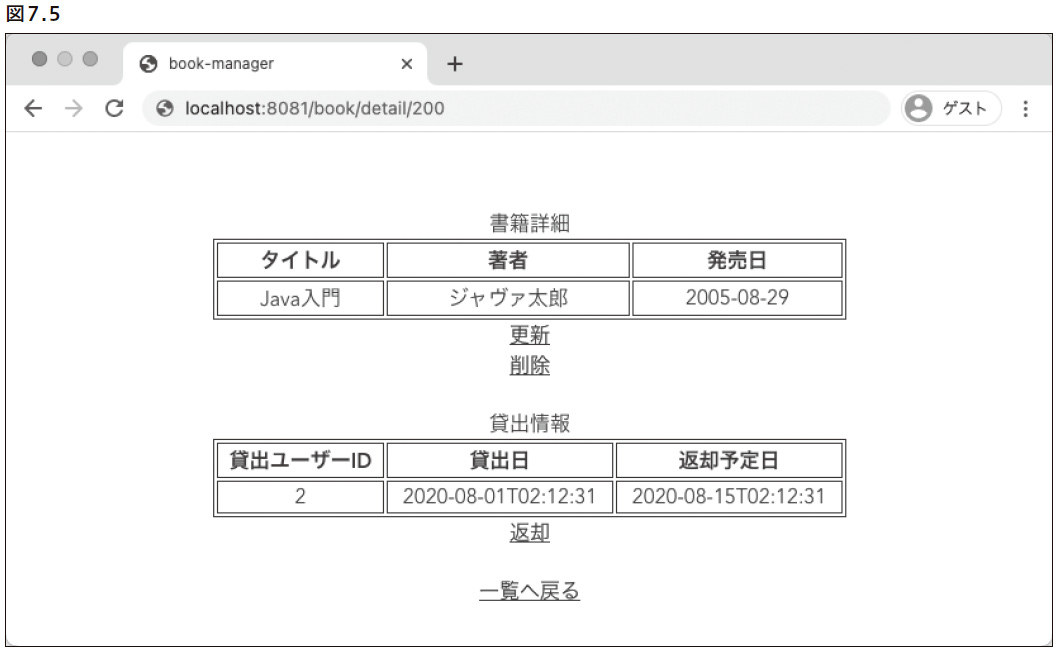 図7.5
book-manager
localhost:8081/book/detail/200
ゲスト
書籍詳細
タイトル 著者 発売日
Java入門 ジャヴァ太郎 2005-08-29
更新
削除
貸出情報
貸出ユーザーID 貸出日 返却予定日
2 2020-08-01T02:12:31 2020-08-15T02:12:31
返却
一覧へ戻る